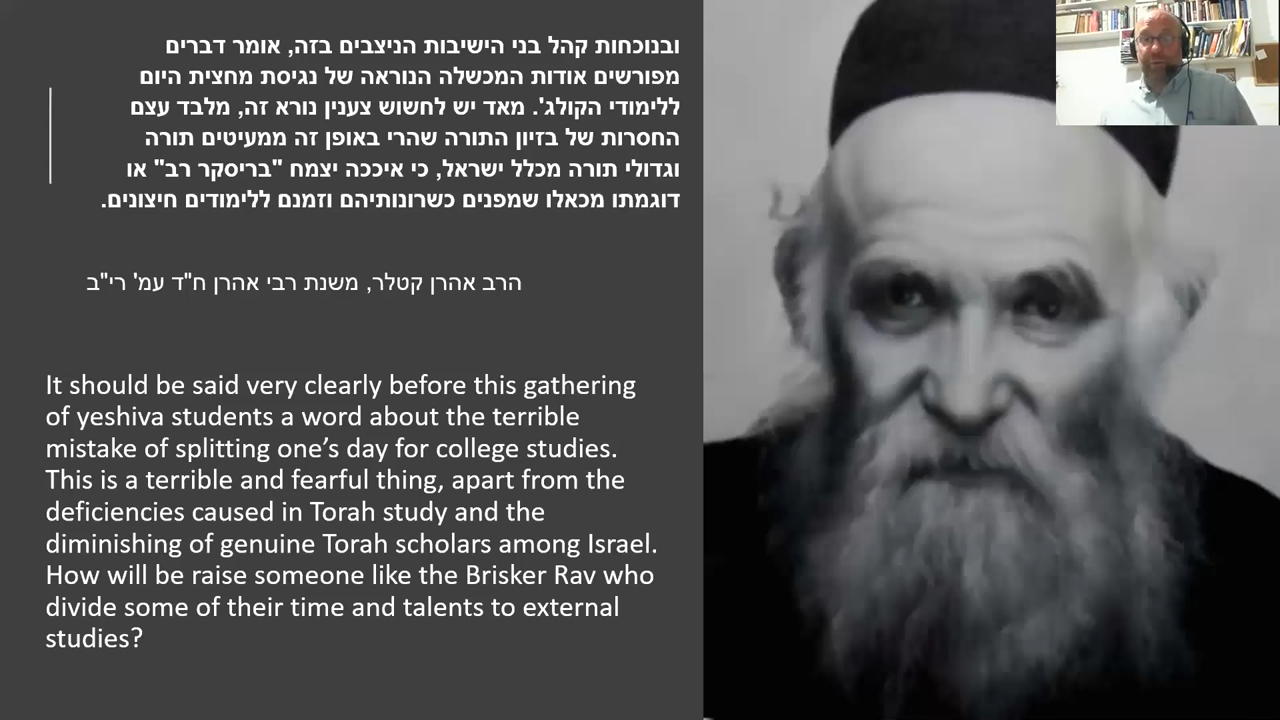 ובנוכחות קהל בני הישיבות הניצבים בזה, אומר דברים
מפורשים אודות המכשלה הנוראה של נגיסת מחצית היום
ללימודי הקולג'. מאד יש לחשוש צענין נורא זה, מלבד עצם
החסרות של בזיון התורה שהרי באופן זה ממעיטים תורה
וגדולי תורה מכלל ישראל, כי איככה יצמח "בריסקר רב" או
דוגמתו מכאלו שמפנים כשרונותיהם וזמנם ללימודים חיצונים.
הרב אהרן קטלר, משנת רבי אהרן ח"ד עמ' רי"ב
It should be said very clearly before this gathering
of yeshiva students a word about the terrible
mistake of splitting one’s day for college studies.
This is a terrible and fearful thing, apart from the
deficiencies caused in Torah study and the
diminishing of genuine Torah scholars among Israel.
How will be raise someone like the Brisker Rav who
divide some of their time and talents to external
studies?